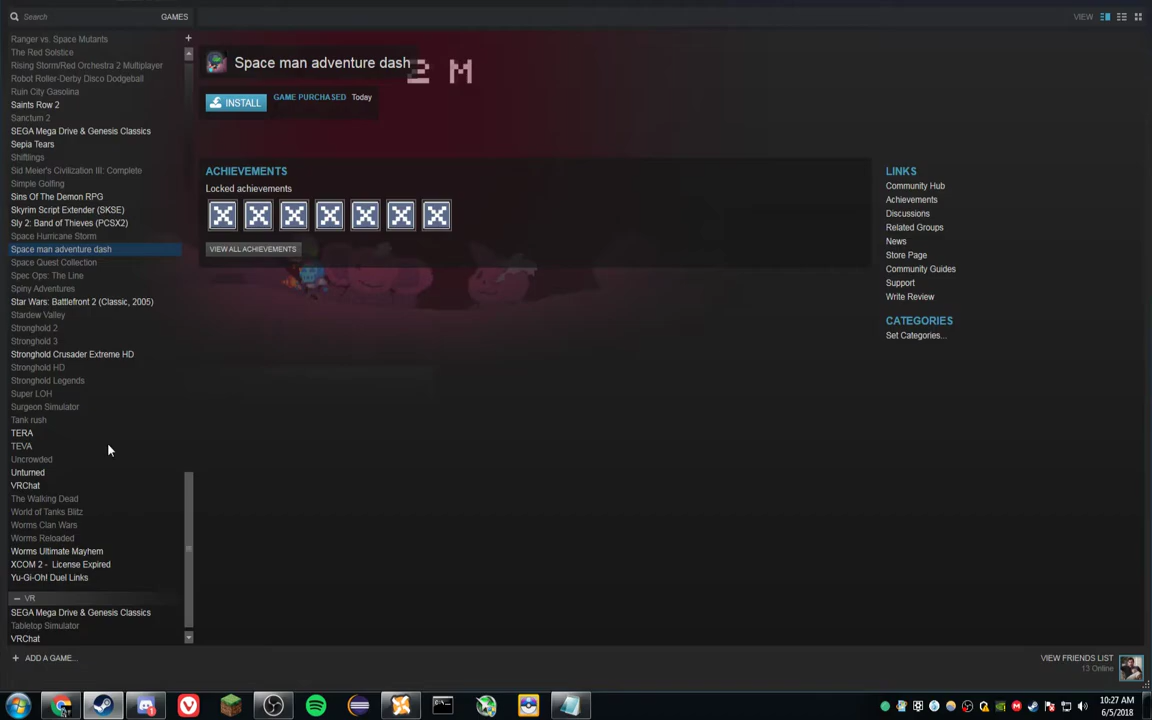 Search
GAMES
VIEW
Ranger vs. Space Mutants
The Red Solstice
Rising Storm/Red Orchestra 2 Multiplayer
Robot Roller-Derby Disco Dodgeball
Ruin City Gasolina
Saints Row 2
Sanctum 2
SEGA Mega Drive & Genesis Classics
Sepia Tears
Shiftlings
Sid Meier's Civilization III: Complete
Simple Golfing
Sins Of The Demon RPG
Skyrim Script Extender (SKSE)
Sly 2: Band of Thieves (PCSX2)
Space Hurricane Storm
Space man adventure dash
Space Quest Collection
Spec Ops: The Line
Spiny Adventures
Star Wars: Battlefront 2 (Classic, 2005)
Stardew Valley
Stronghold 2
Stronghold 3
Stronghold Crusader Extreme HD
Stronghold HD
Stronghold Legends
Super LOH
Surgeon Simulator
Tank rush
TERA
TEVA
Uncrowded
Unturned
VRChat
The Walking Dead
World of Tanks Blitz
Worms Clan Wars
Worms Reloaded
Worms Ultimate Mayhem
XCOM 2 - License Expired
Yu-Gi-Oh! Duel Links
VR
SEGA Mega Drive & Genesis Classics
Tabletop Simulator
VRChat
ADD A GAME...
Space man adventure dash
2 M
INSTALL
GAME PURCHASED Today
ACHIEVEMENTS
Locked achievements
VIEW ALL ACHIEVEMENTS
LINKS
Community Hub
Achievements
Discussions
Related Groups
News
Store Page
Community Guides
Support
Write Review
CATEGORIES
Set Categories...
VIEW FRIENDS LIST
13 Online
10:27 AM
6/5/2018